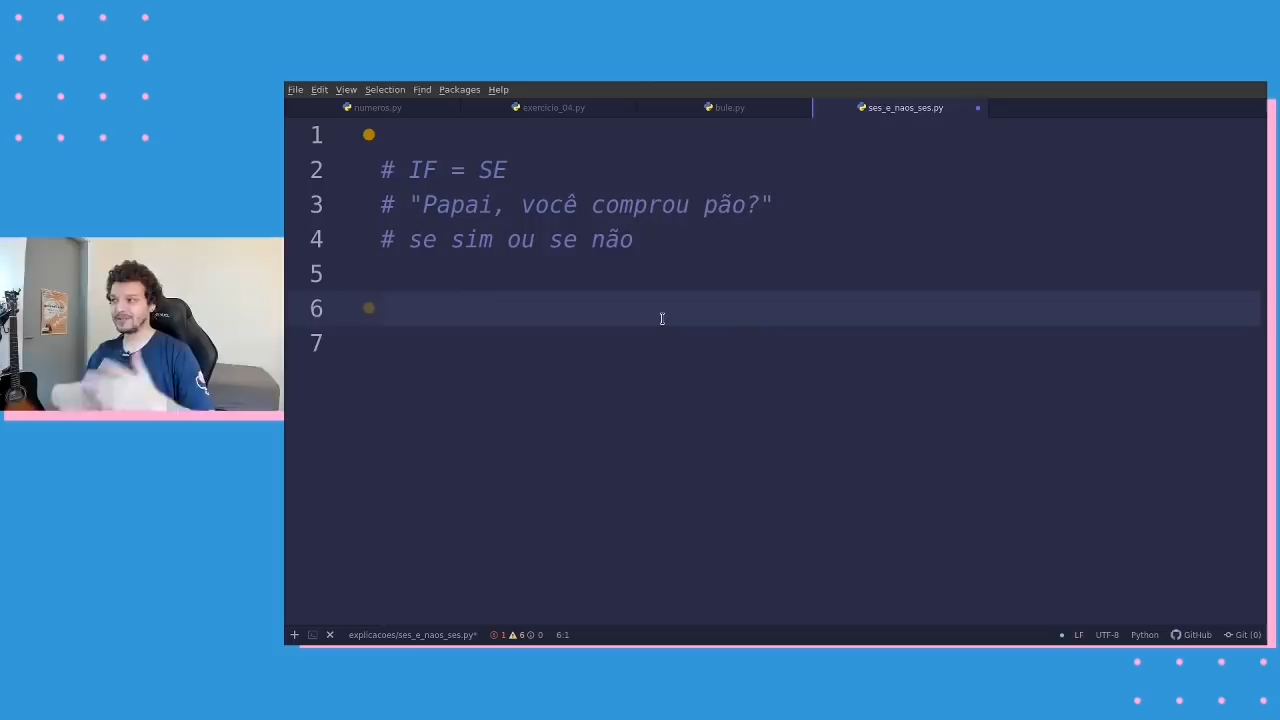 File Edit View Selection Find Packages Help
numeros.py exercicio_04.py bule.py ses_e_naos_ses.py
1
2 # IF = SE
3 # "Papai, você comprou pão?"
4 # se sim ou se não
5
6
7
explicacoes/ses_e_naos_ses.py* 1 6 0 6:1 LF UTF-8 Python GitHub Git (0)